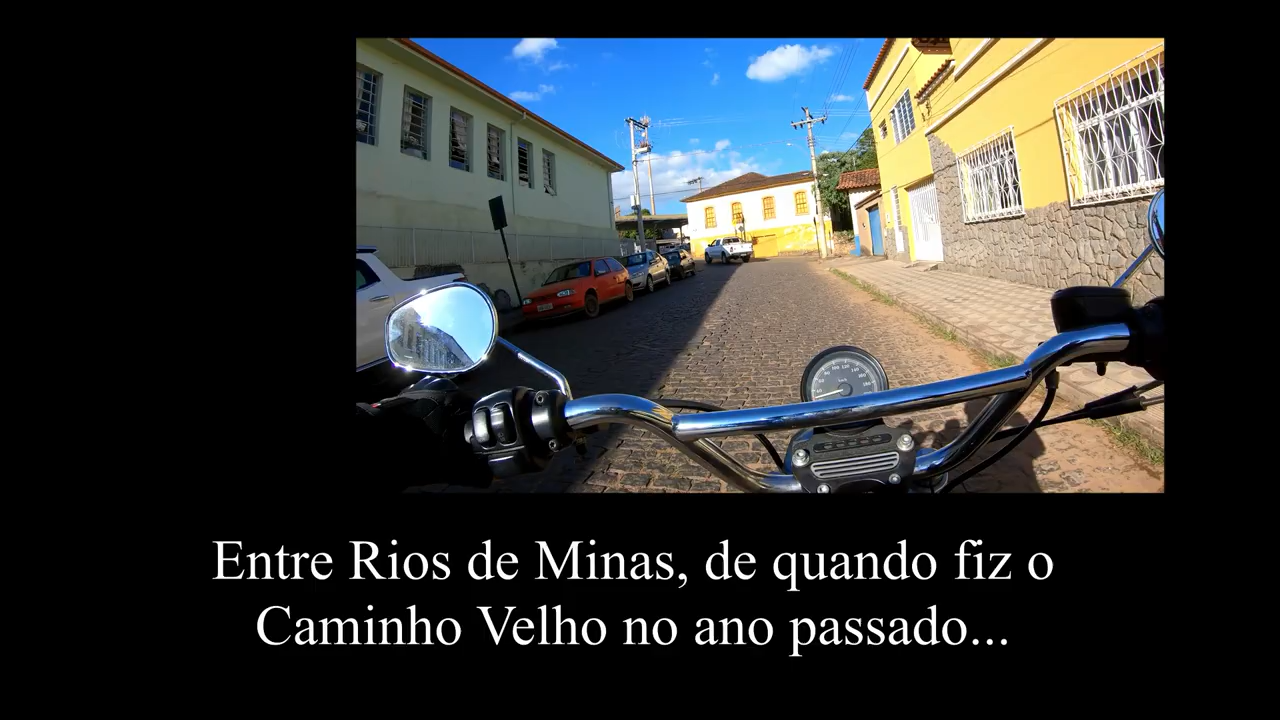 Entre Rios de Minas, de quando fiz o
Caminho Velho no ano passado...